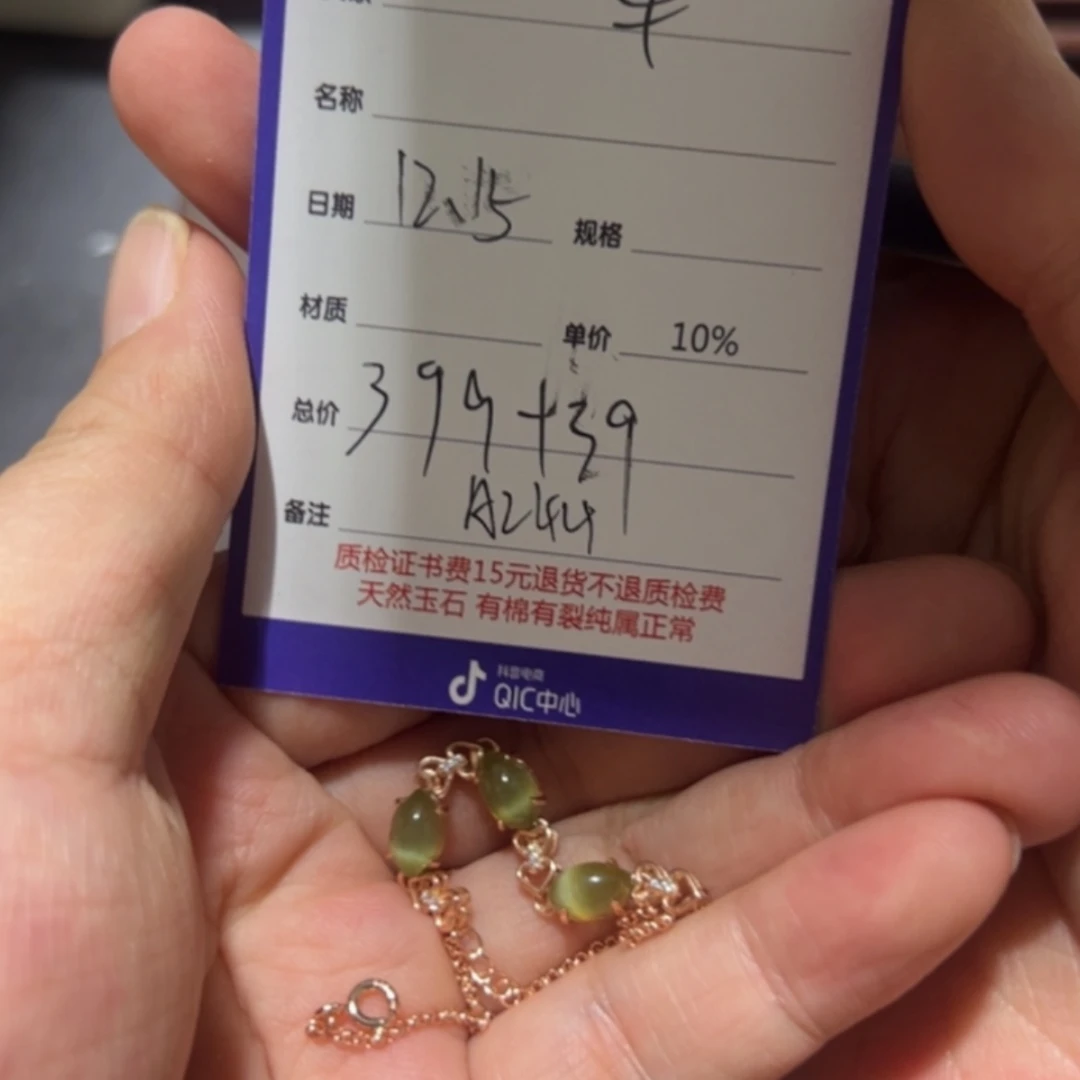 名称
日期 12、15 规格
材质 单价 10%
总价 399+39
备注 A244
质检证书费15元退货不退质检费
天然玉石 有棉有裂纯属正常
抖音电商
QIC中心